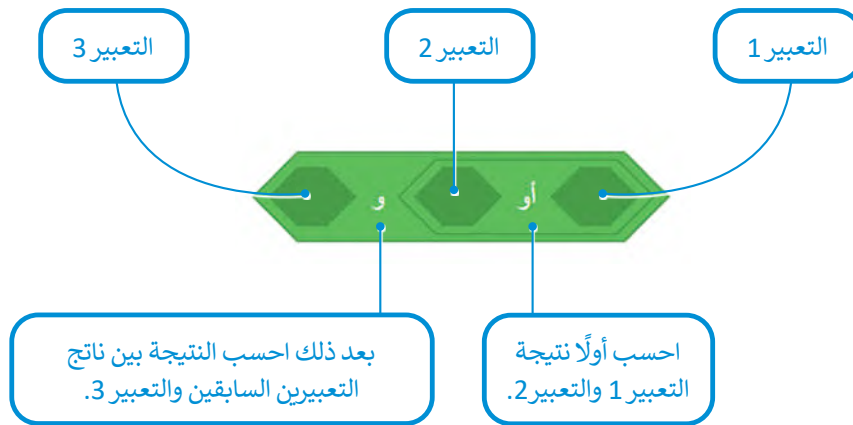 التعبير 1
التعبير 2
التعبير 3
أو
و
احسب أولًا نتيجة
التعبير 1 والتعبير2.
بعد ذلك احسب النتيجة بين ناتج
التعبيرين السابقين والتعبير 3.